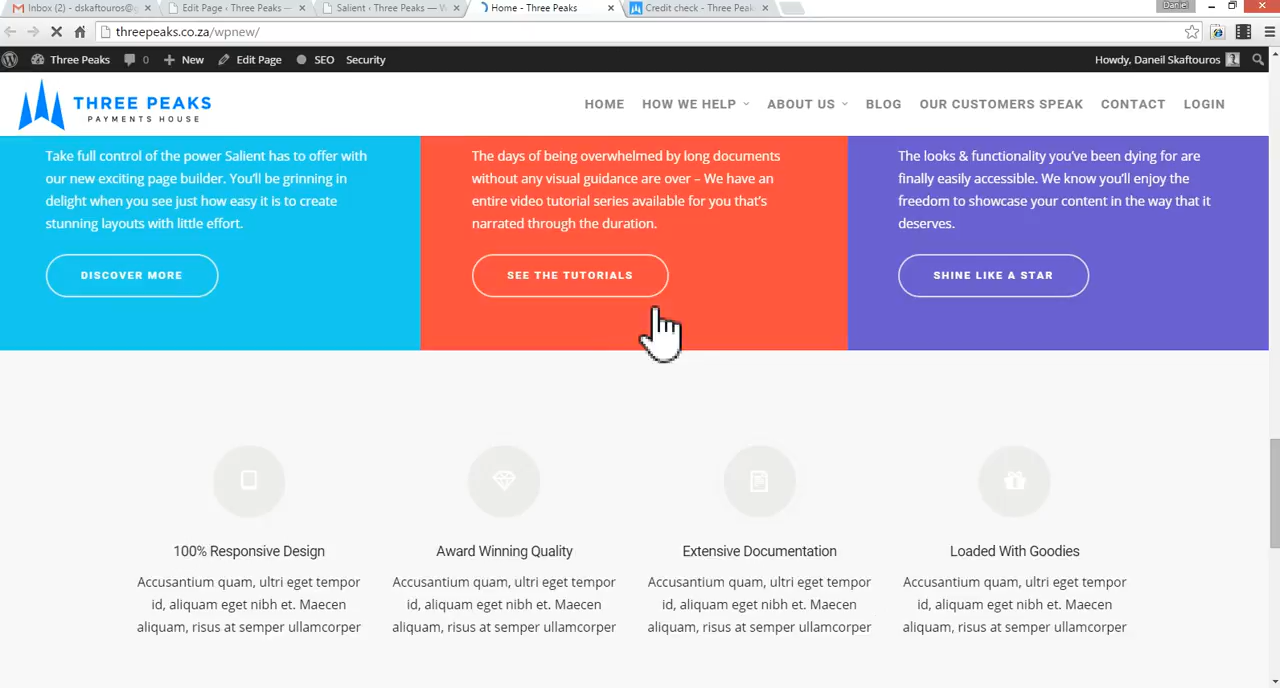 Inbox (2) - dskaftouros@
Edit Page ‹ Three Peaks —
Salient ‹ Three Peaks — W
Home - Three Peaks
Credit check - Three Peak
Daniel
threepeaks.co.za/wpnew/
Three Peaks
0
New
Edit Page
SEO
Security
Howdy, Daneil Skaftouros
THREE PEAKS
PAYMENTS HOUSE
HOME
HOW WE HELP
ABOUT US
BLOG
OUR CUSTOMERS SPEAK
CONTACT
LOGIN
Take full control of the power Salient has to offer with
our new exciting page builder. You'll be grinning in
delight when you see just how easy it is to create
stunning layouts with little effort.
DISCOVER MORE
The days of being overwhelmed by long documents
without any visual guidance are over – We have an
entire video tutorial series available for you that's
narrated through the duration.
SEE THE TUTORIALS
The looks & functionality you've been dying for are
finally easily accessible. We know you'll enjoy the
freedom to showcase your content in the way that it
deserves.
SHINE LIKE A STAR
100% Responsive Design
Accusantium quam, ultri eget tempor
id, aliquam eget nibh et. Maecen
aliquam, risus at semper ullamcorper
Award Winning Quality
Accusantium quam, ultri eget tempor
id, aliquam eget nibh et. Maecen
aliquam, risus at semper ullamcorper
Extensive Documentation
Accusantium quam, ultri eget tempor
id, aliquam eget nibh et. Maecen
aliquam, risus at semper ullamcorper
Loaded With Goodies
Accusantium quam, ultri eget tempor
id, aliquam eget nibh et. Maecen
aliquam, risus at semper ullamcorper